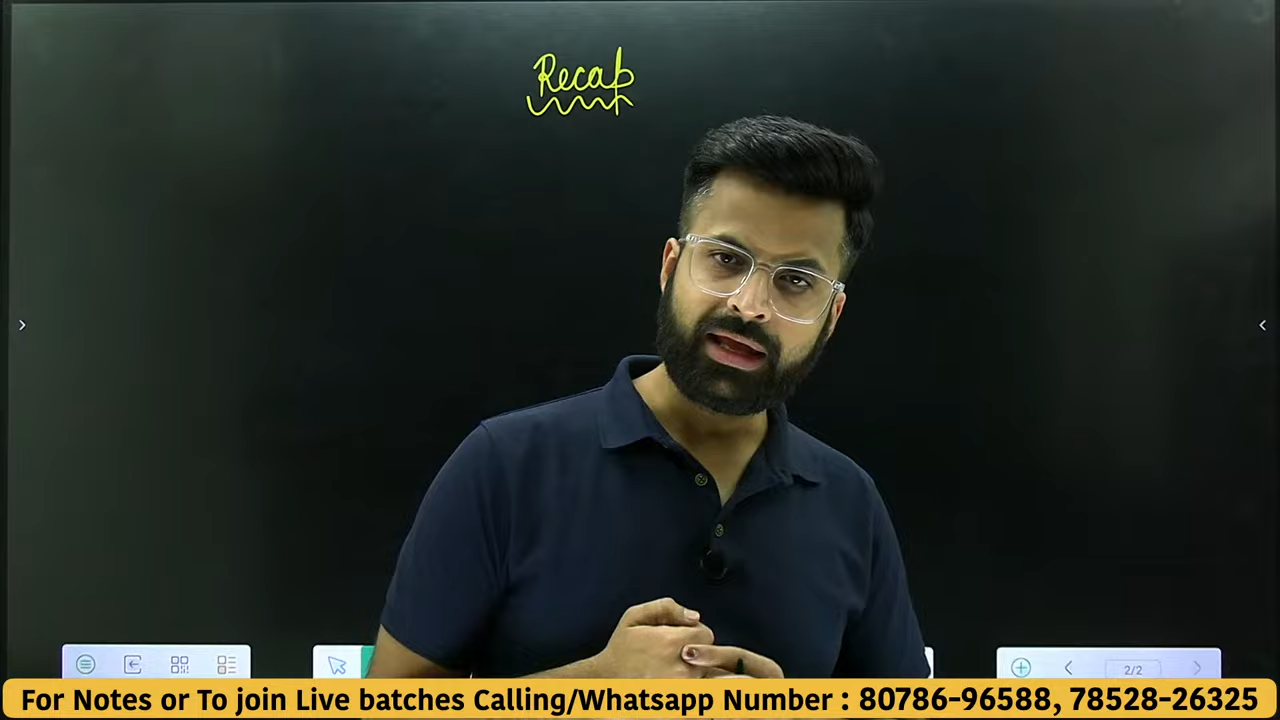 Recap
2/2
For Notes or To join Live batches Calling/Whatsapp Number : 80786-96588, 78528-26325